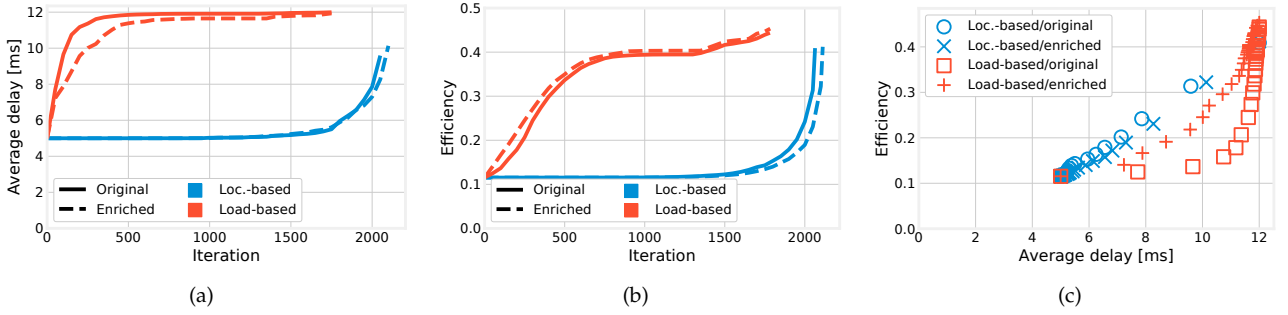 Average delay [ms]
12
10
8
6
4
2
0
0 500 1000 1500 2000
Iteration
Original
Enriched
Loc.-based
Load-based
(a)
Efficiency
0.5
0.4
0.3
0.2
0.1
0.0
0 500 1000 1500 2000
Iteration
Original
Enriched
Loc.-based
Load-based
(b)
Efficiency
0.4
0.3
0.2
0.1
0.0
2 4 6 8 10 12
Average delay [ms]
Loc.-based/original
Loc.-based/enriched
Load-based/original
Load-based/enriched
(c)